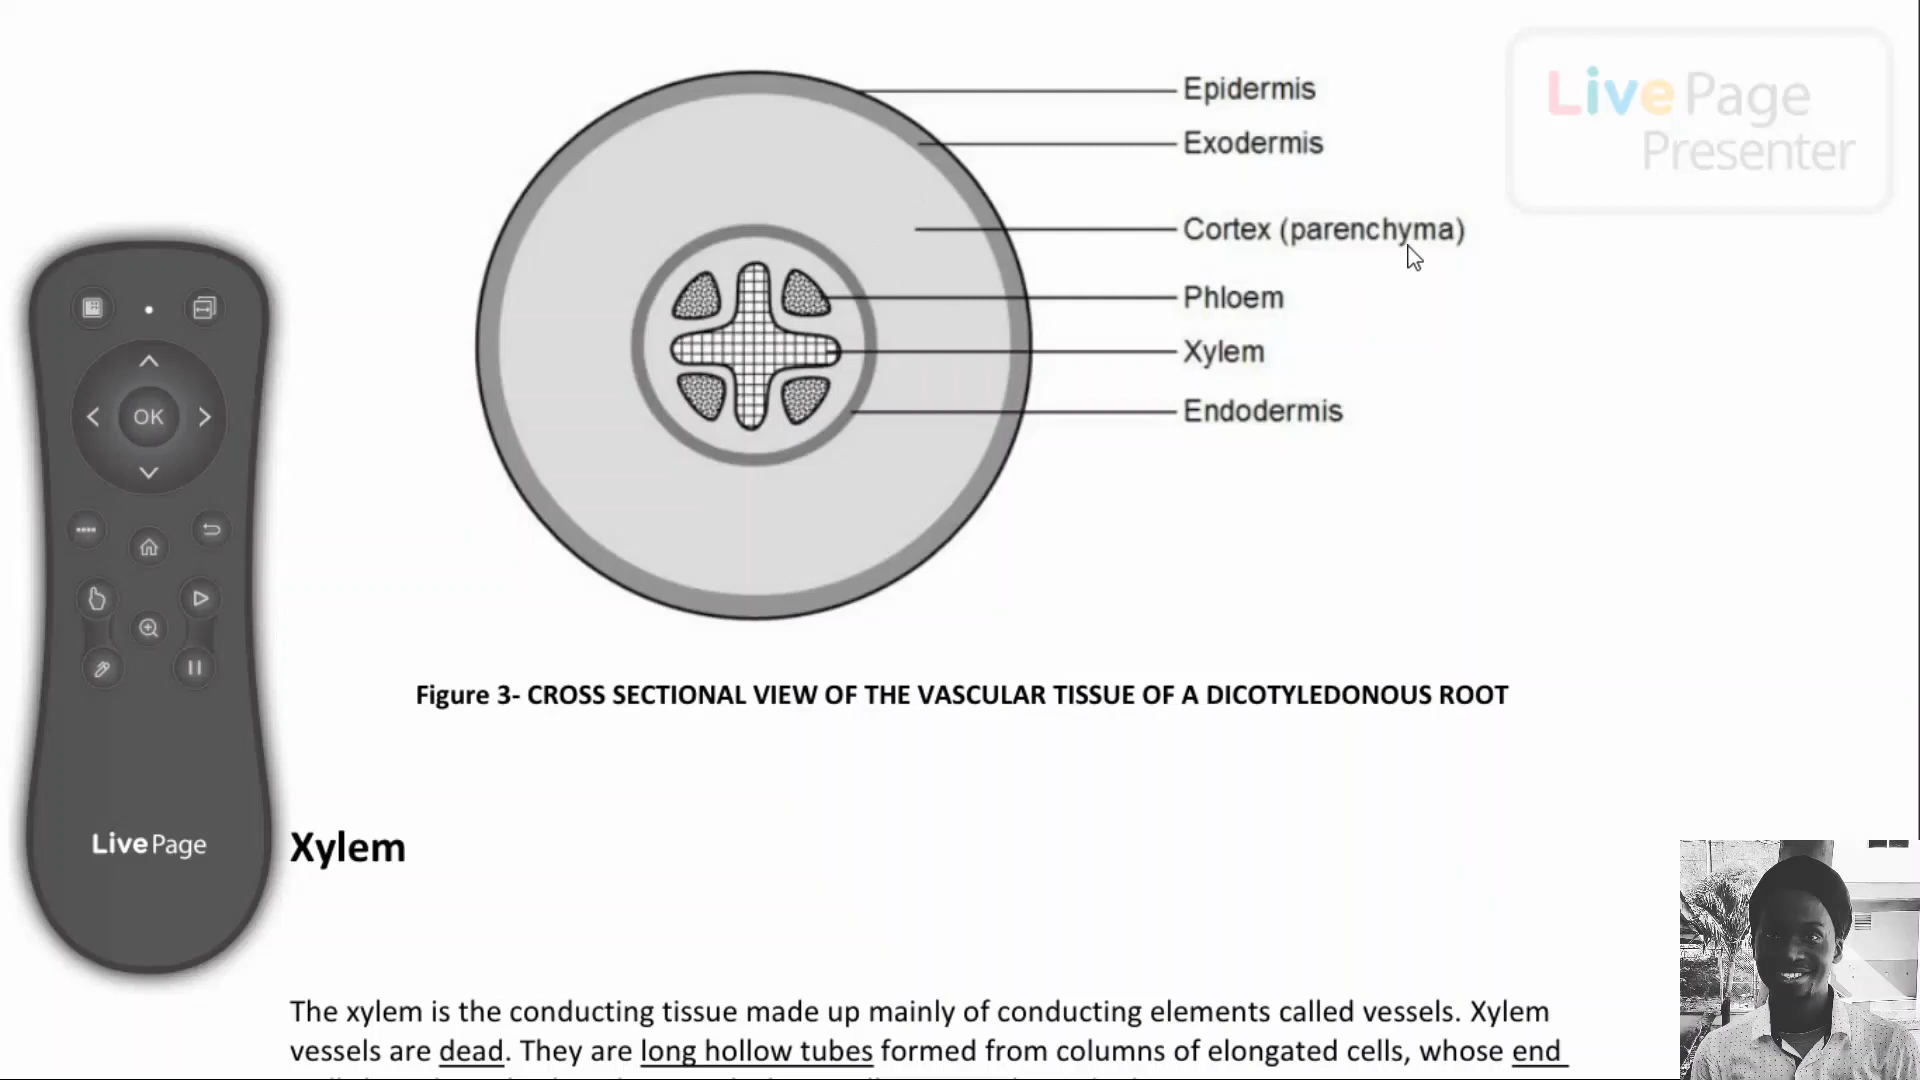 Epidermis
Exodermis
Cortex (parenchyma)
Phloem
Xylem
Endodermis
Live Page
Presenter
OK
LivePage
Figure 3- CROSS SECTIONAL VIEW OF THE VASCULAR TISSUE OF A DICOTYLEDONOUS ROOT
Xylem
The xylem is the conducting tissue made up mainly of conducting elements called vessels. Xylem
vessels are dead. They are long hollow tubes formed from columns of elongated cells, whose end